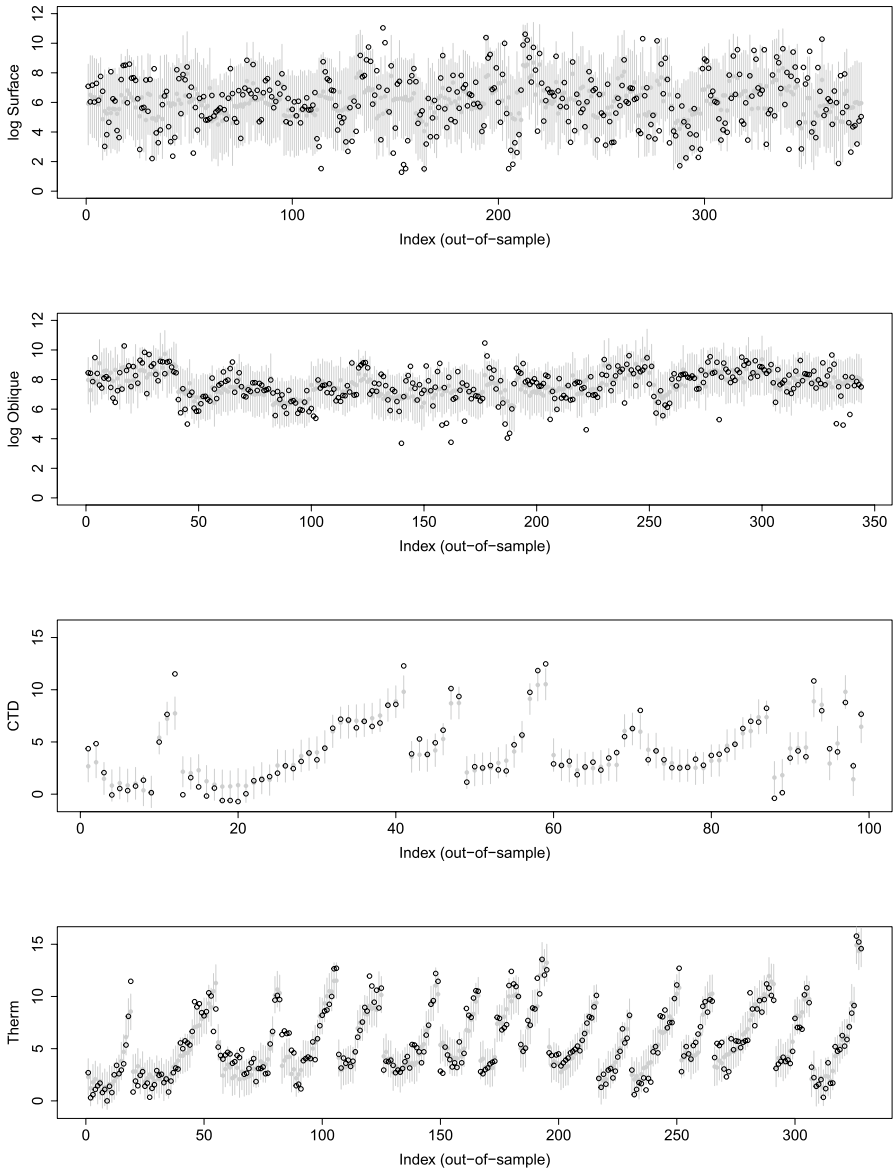 12
10
8
6
4
2
0
log Surface
0 100 200 300
Index (out−of−sample)
12
10
8
6
4
2
0
log Oblique
0 50 100 150 200 250 300 350
Index (out−of−sample)
15
10
5
0
CTD
0 20 40 60 80 100
Index (out−of−sample)
15
10
5
0
Therm
0 50 100 150 200 250 300
Index (out−of−sample)